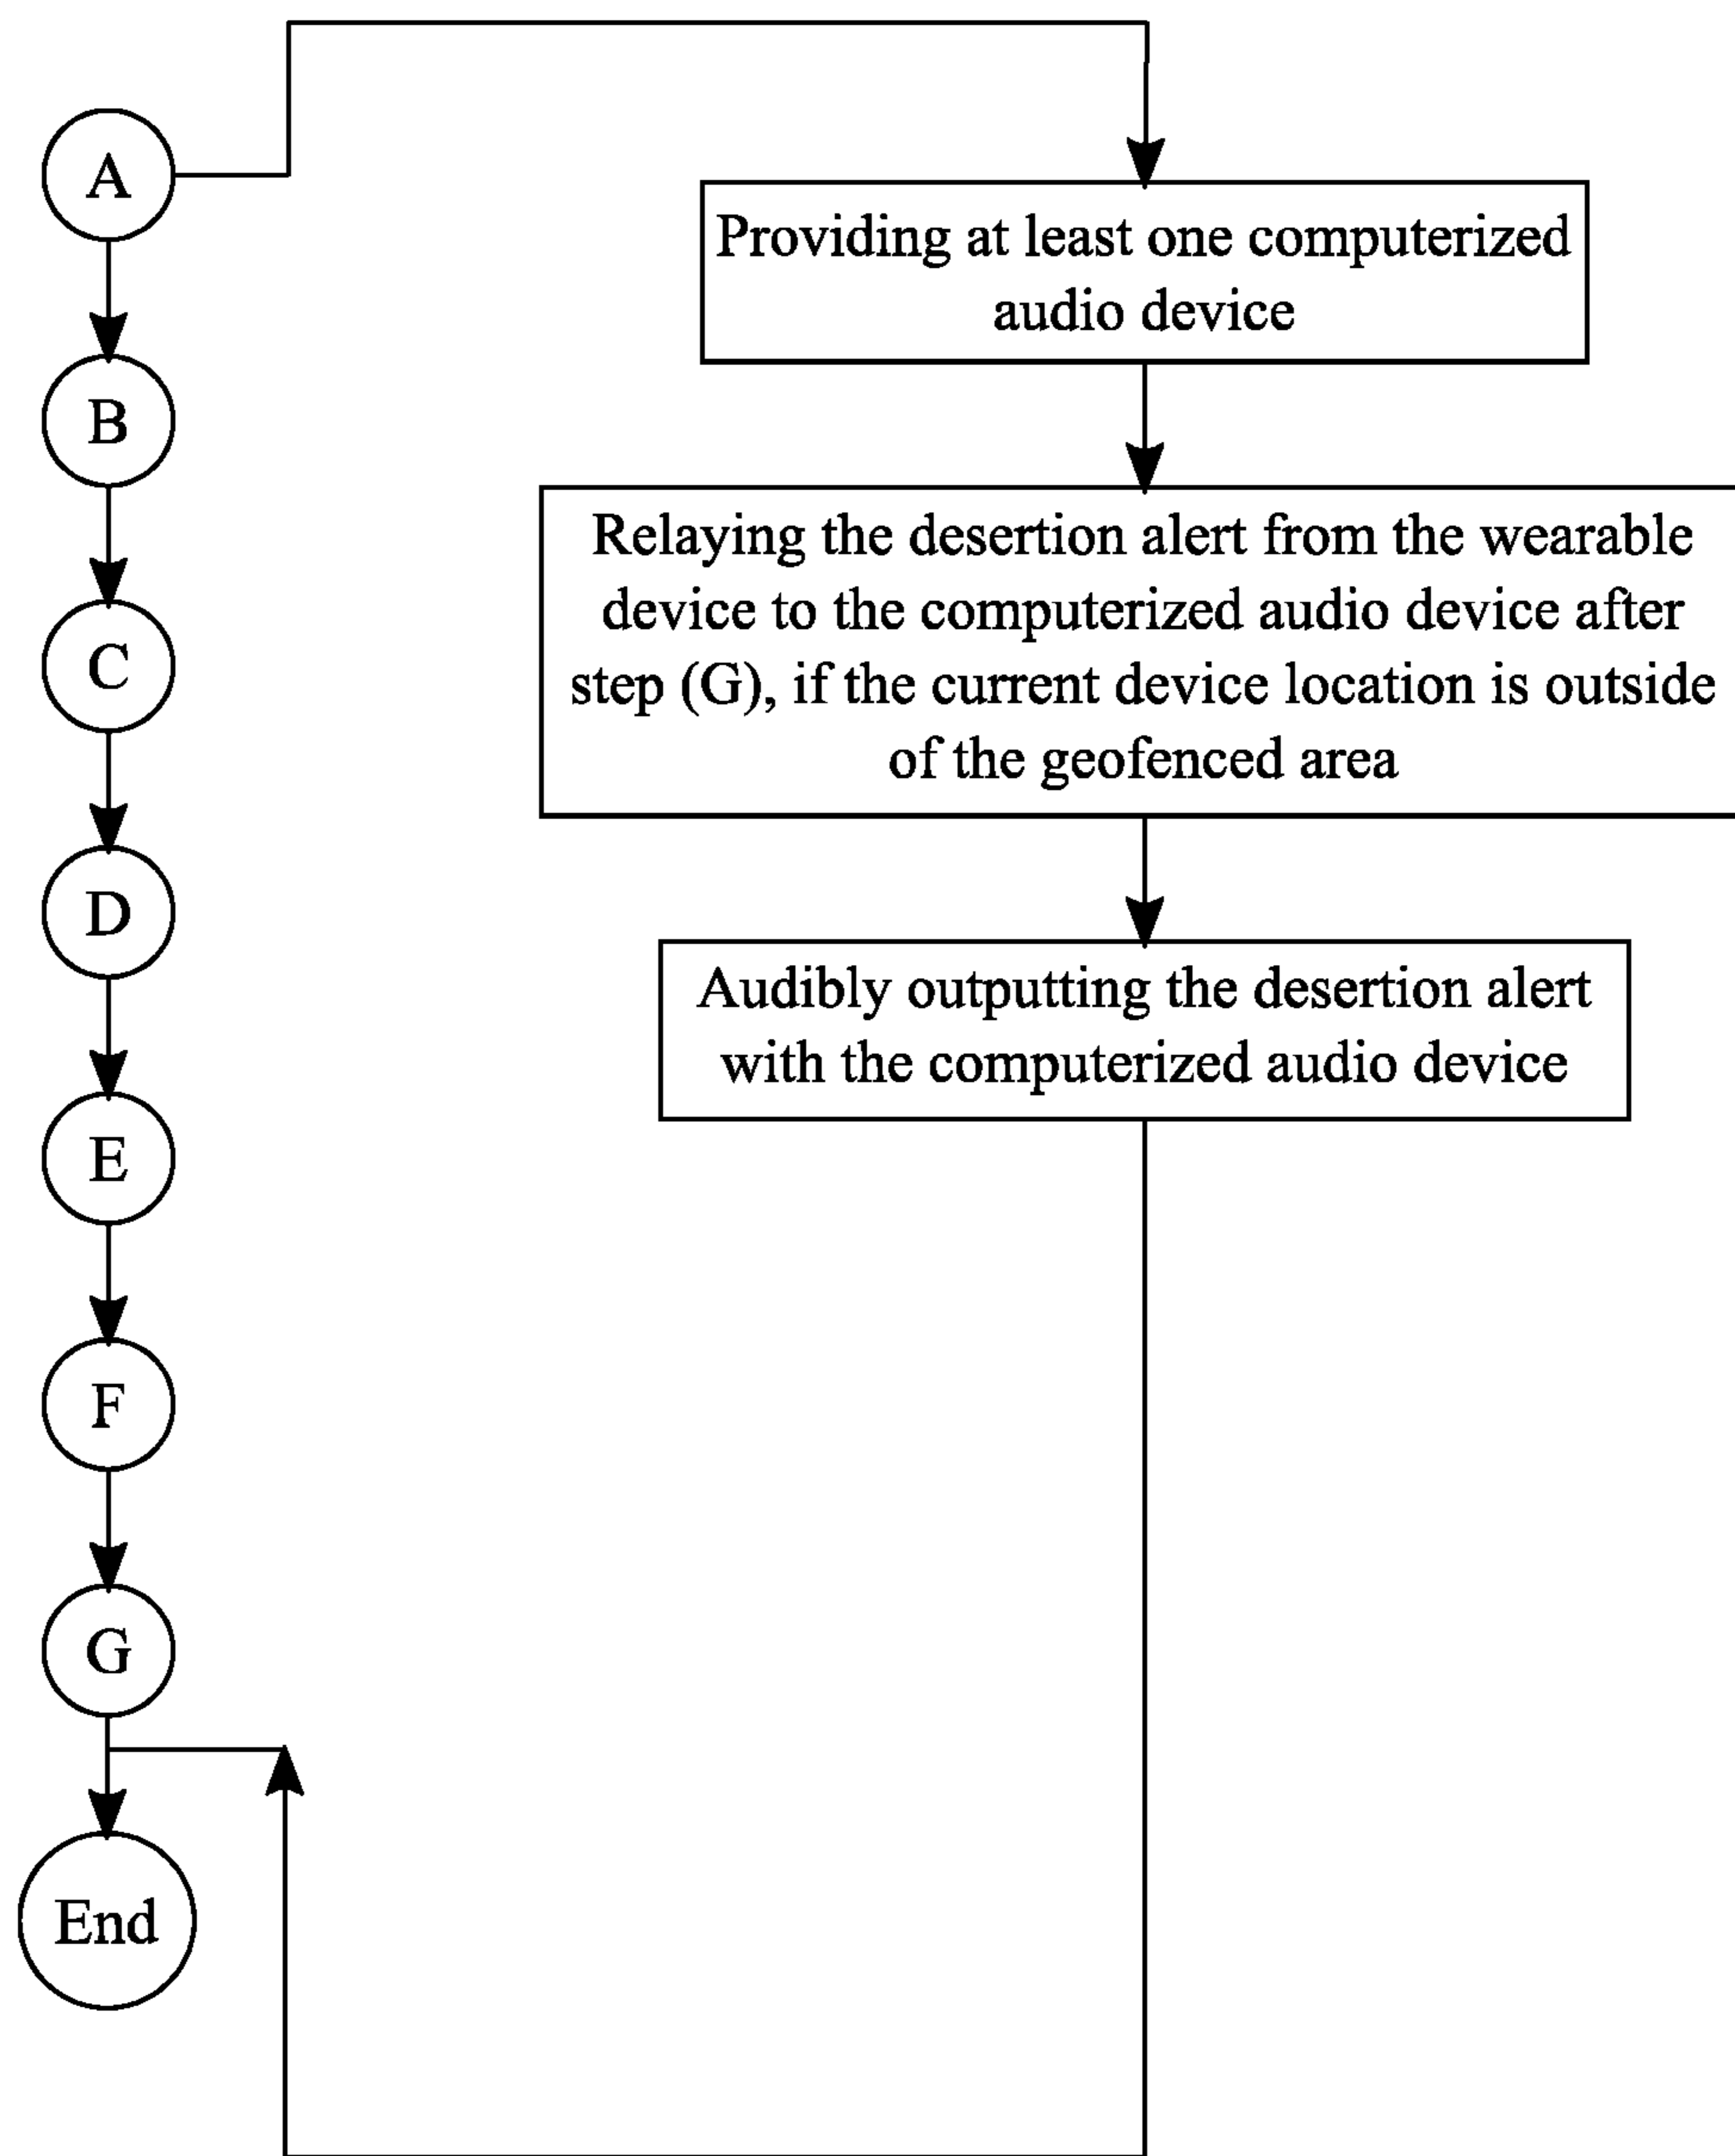 A
B
C
D
E
F
G
End
Providing at least one computerized
audio device
Relaying the desertion alert from the wearable
device to the computerized audio device after
step (G), if the current device location is outside
of the geofenced area
Audibly outputting the desertion alert
with the computerized audio device